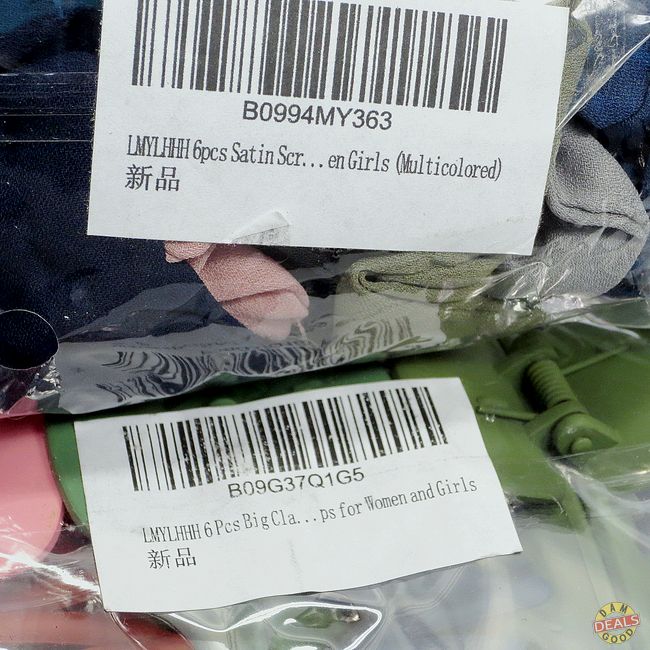 B0994MY363
LMYLHHH 6pcs Satin Scr...en Girls (Multicolored)
新品
B09G37Q1G5
LMYLHHH 6 Pcs Big Cla...ps for Women and Girls
新品
DAM
DEALS
GOOD